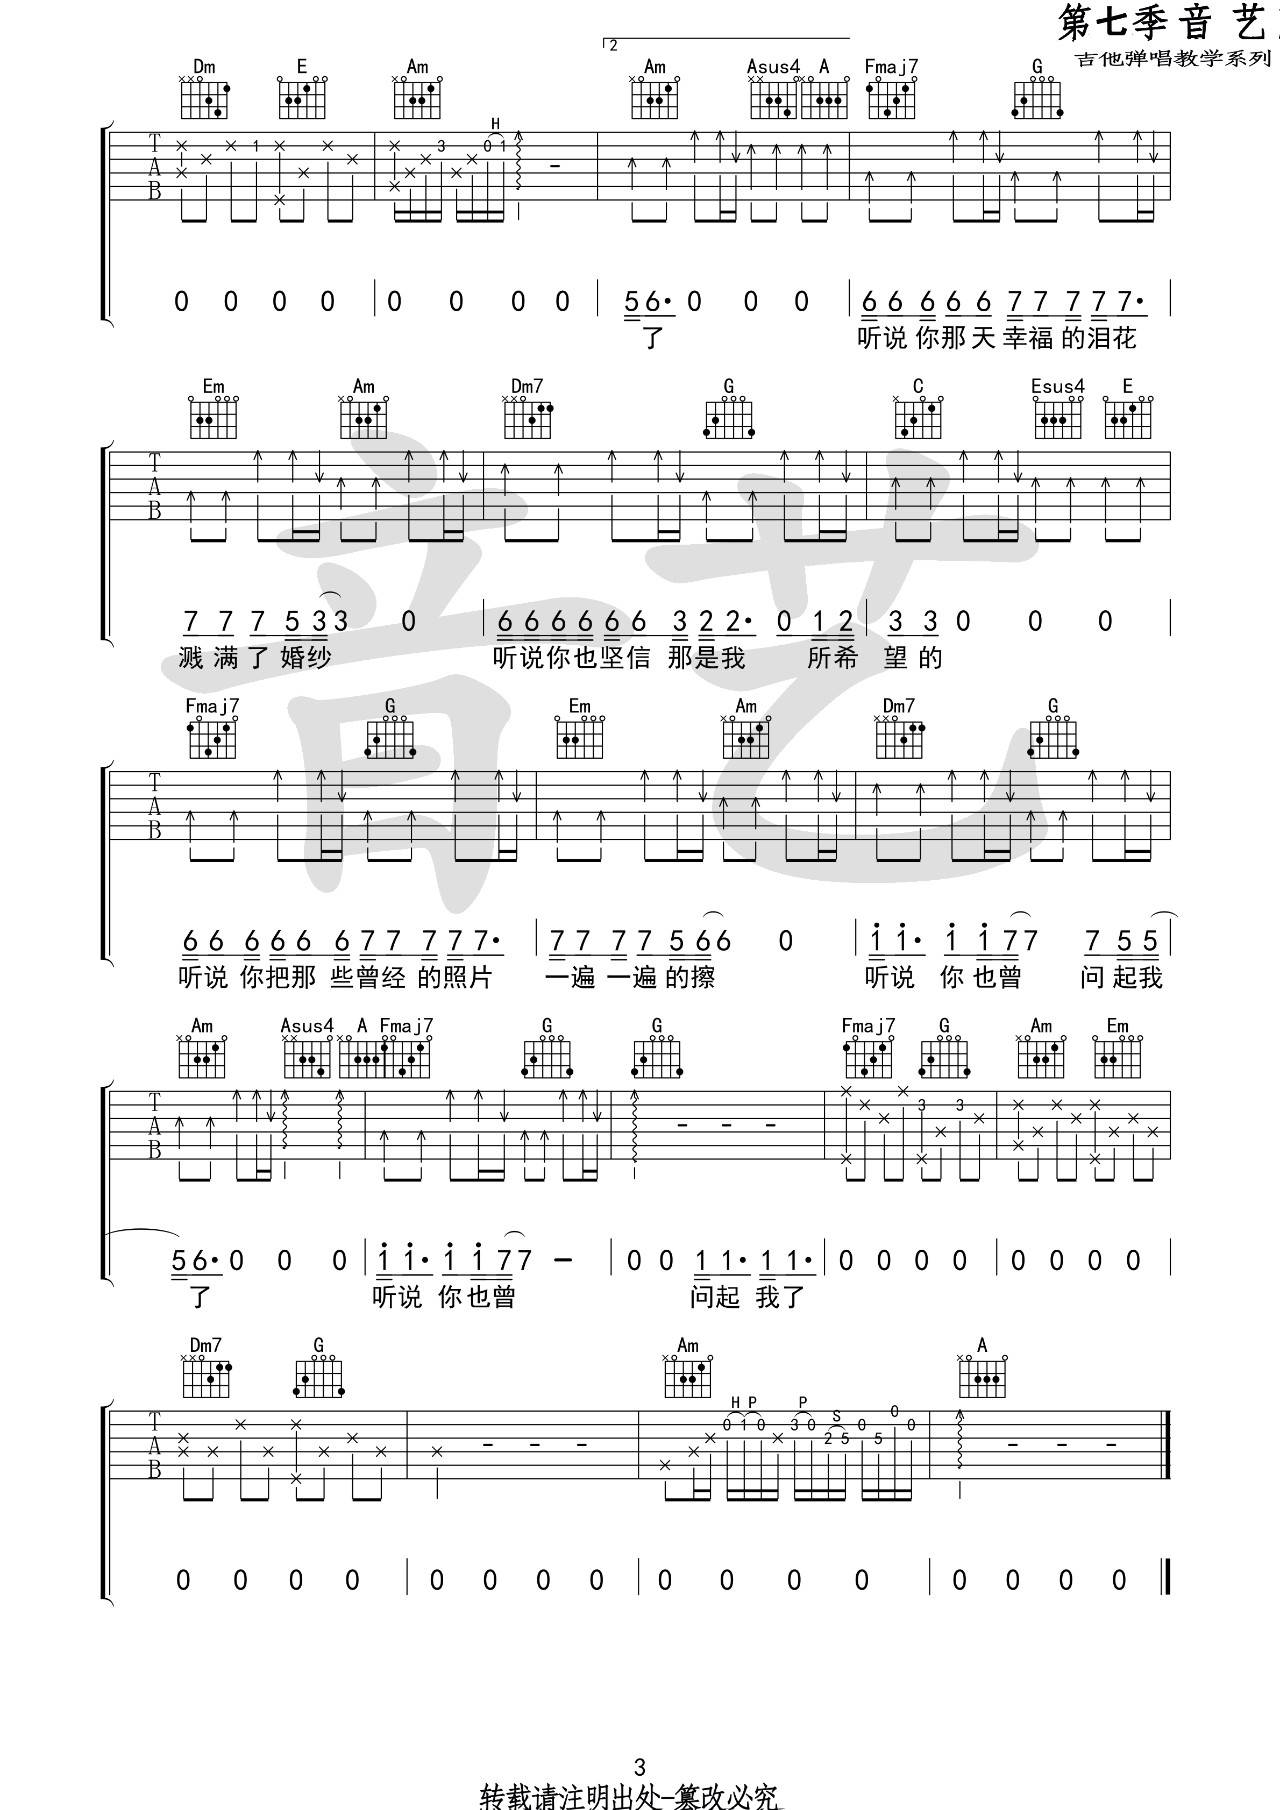 第七季音艺
吉他弹唱教学系列
2
Dm E Am Am Asus4 A Fmaj7 G
H
T A B × × × 1 × × × × × × × 3 × × 0 1 -
0 0 0 0 0 0 0 0 5 6· 0 0 0 6 6 6 6 6 7 7 7 7 7·
了 听说你那天幸福的泪花
Em Am Dm7 G C Esus4 E
T A B
音艺
7 7 7 5 3 3 0 6 6 6 6 6 6 3 2 2· 0 1 2 3 3 0 0 0
溅满了婚纱 听说你也坚信那是我 所希望的
Fmaj7 G Em Am Dm7 G
T A B
6 6 6 6 6 6 7 7 7 7 7· 7 7 7 7 5 6 6 0 1 1· 1 1 7 7 7 5 5
听说你把那些曾经的照片 一遍一遍的擦 听说 你也曾 问起我
Am Asus4 A Fmaj7 G G Fmaj7 G Am Em
T A B - - - 3 3
5 6· 0 0 0 1 1· 1 1 7 7 - 0 0 1 1· 1 1· 0 0 0 0 0 0 0 0
了 听说 你也曾 问起 我了
Dm7 G Am A
H P P S
T A B - - - 0 1 0 3 0 2 5 0 5 0 0 - - -
0 0 0 0 0 0 0 0 0 0 0 0 0 0 0 0
3
转载请注明出处-篡改必究